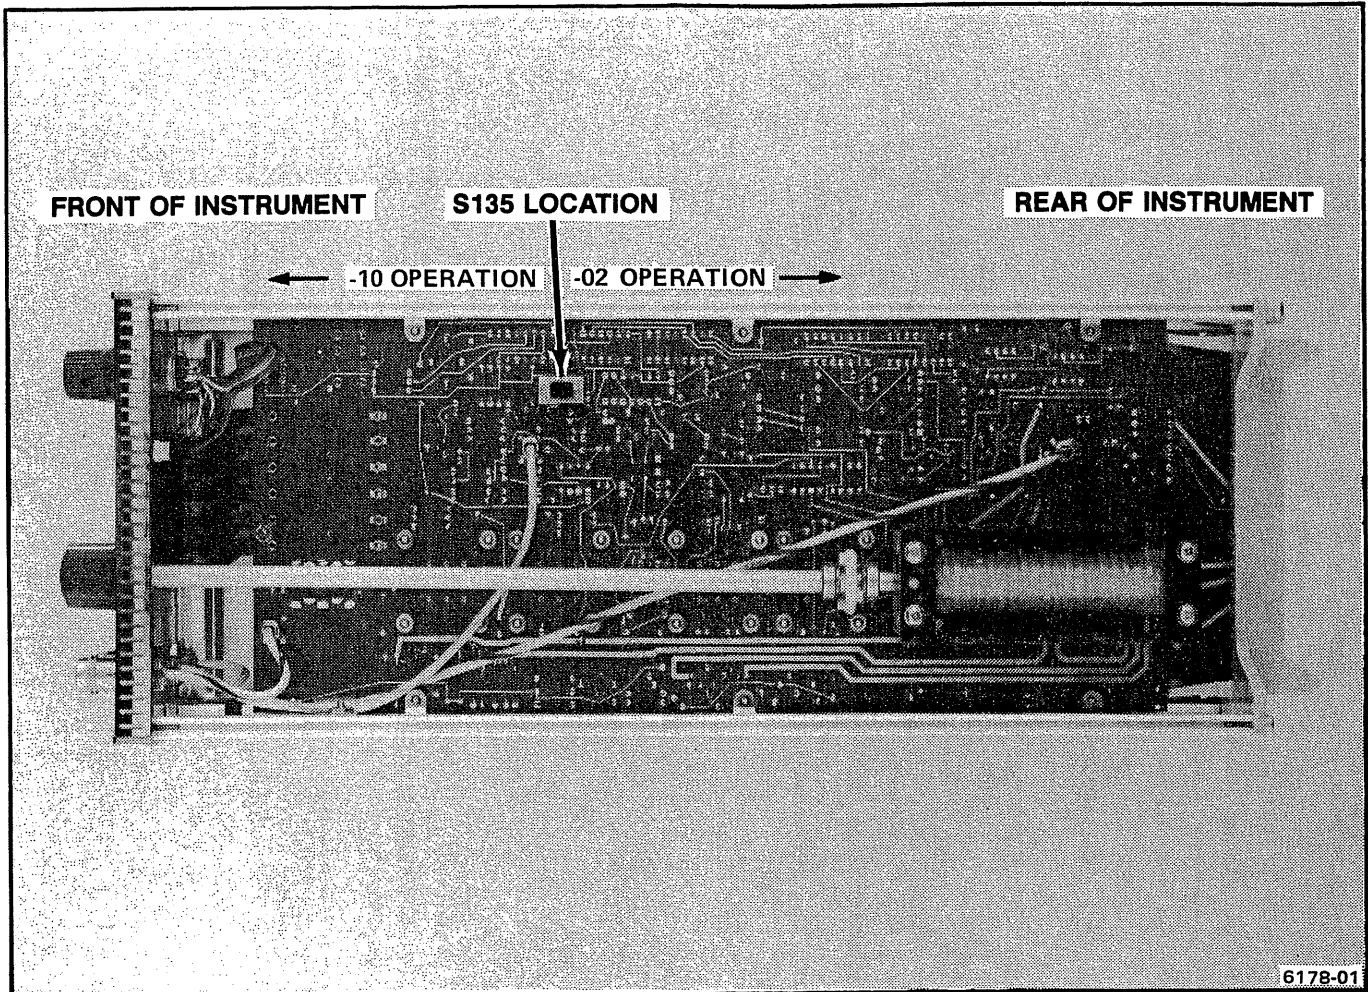 FRONT OF INSTRUMENT
S135 LOCATION
REAR OF INSTRUMENT
-10 OPERATION
-02 OPERATION
6178-01